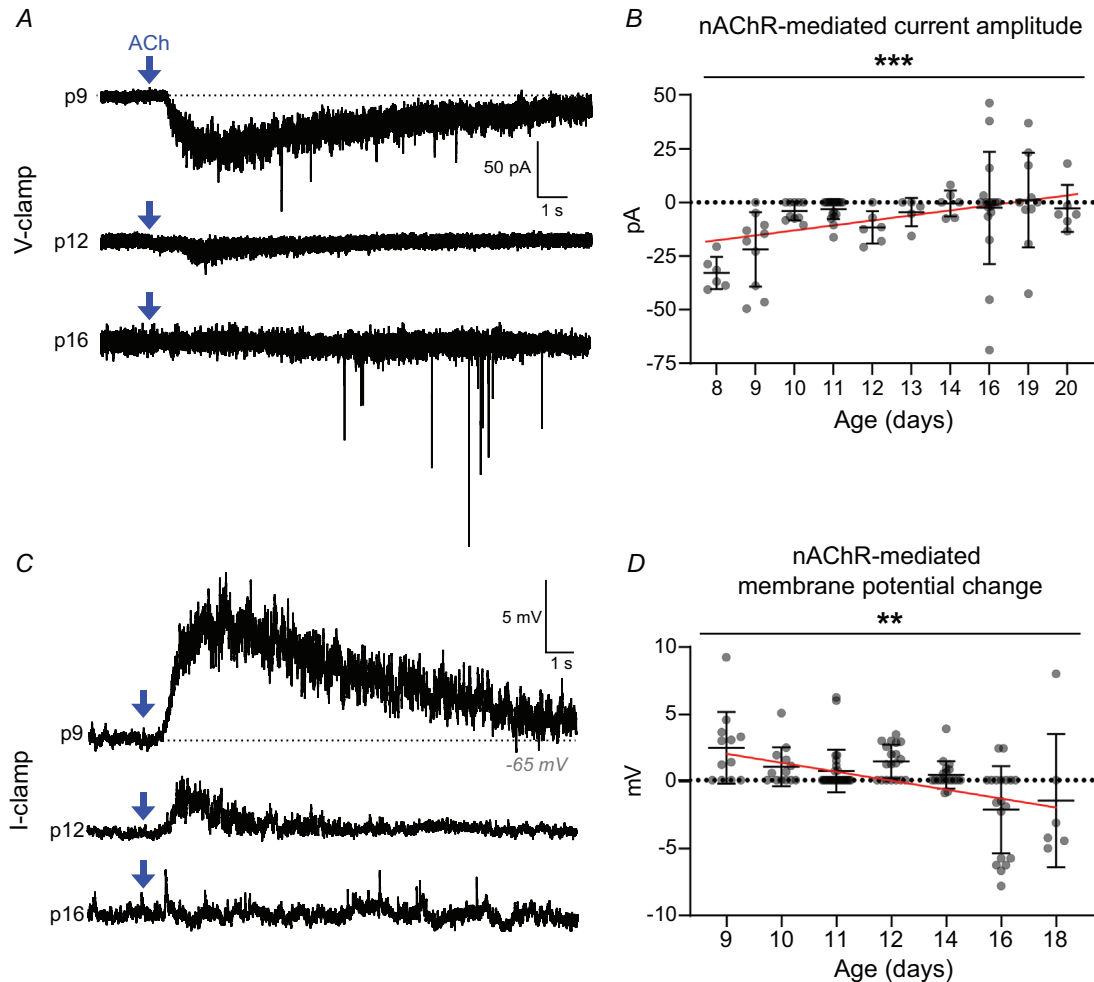 A
ACh
p9
50 pA
1 s
p12
p16
V-clamp
B
nAChR-mediated current amplitude
***
50
25
0
-25
-50
-75
pA
8 9 10 11 12 13 14 16 19 20
Age (days)
C
5 mV
1 s
p9
-65 mV
p12
p16
I-clamp
D
nAChR-mediated
membrane potential change
**
10
5
0
-5
-10
mV
9 10 11 12 14 16 18
Age (days)